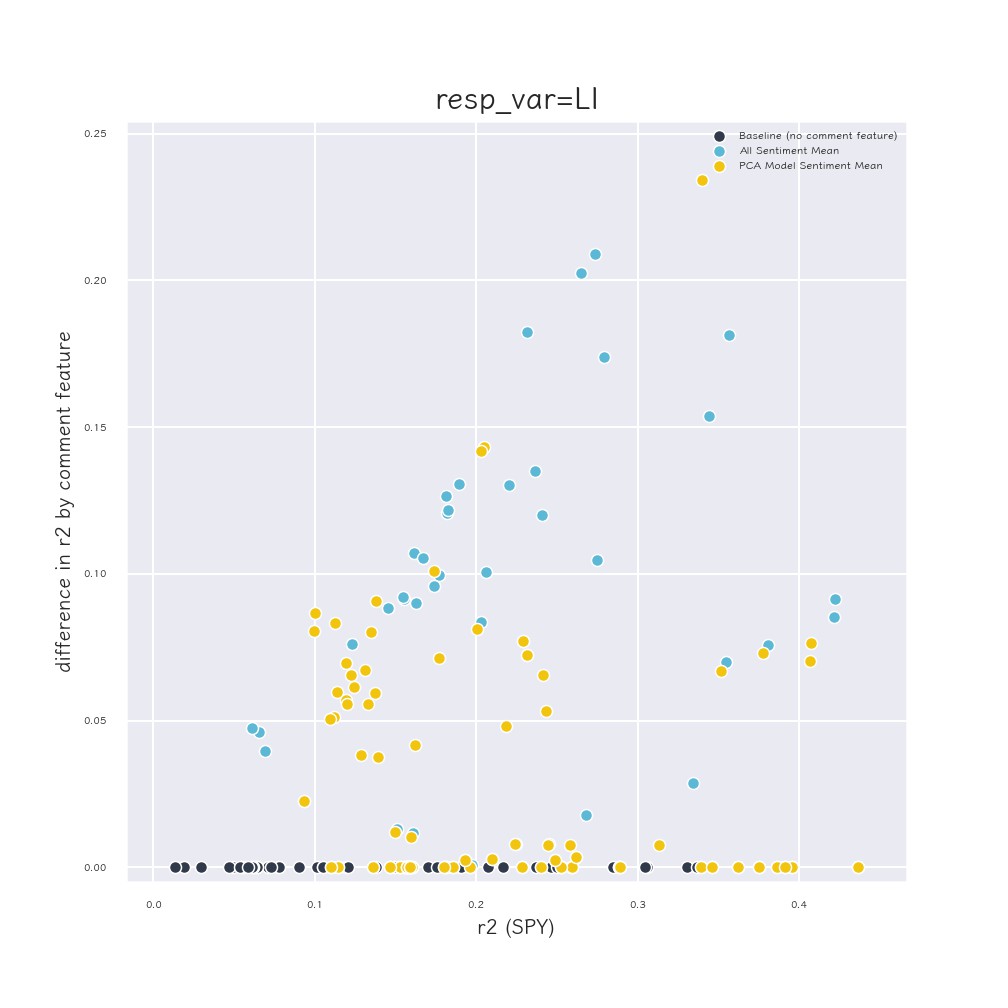 resp_var=LI
0.25
Baseline (no comment feature)
All Sentiment Mean
PCA Model Sentiment Mean
0.20
0.15
0.10
0.05
0.00
difference in r2 by comment feature
0.0 0.1 0.2 0.3 0.4
r2 (SPY)